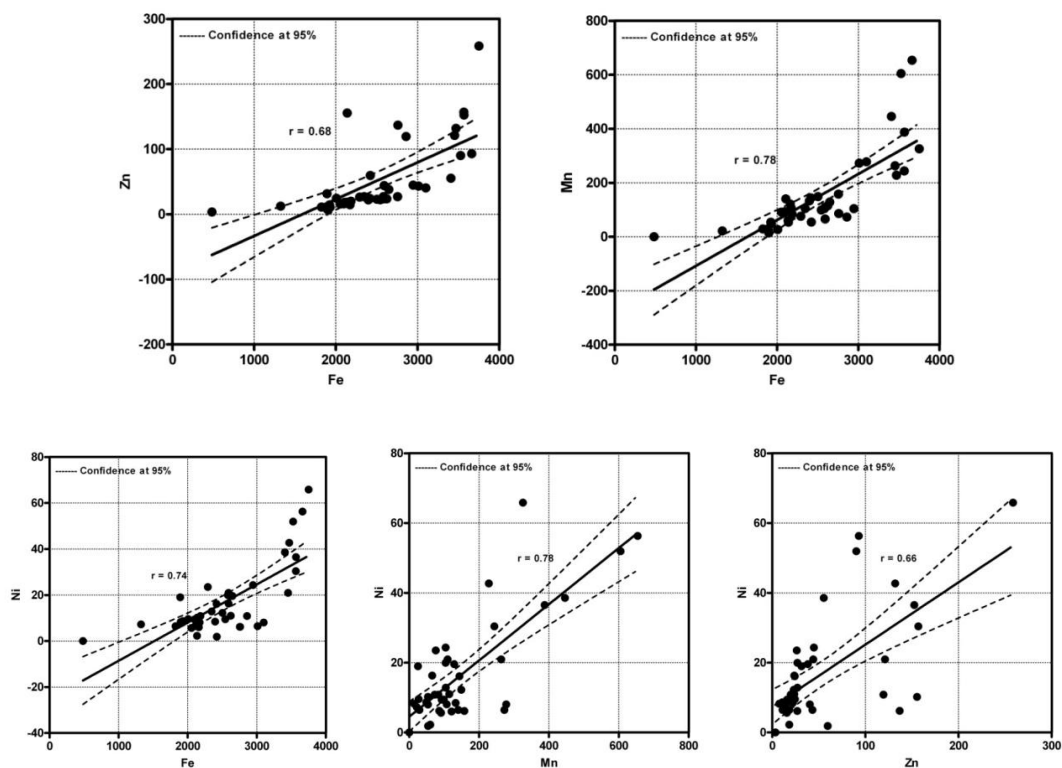 300
------ Confidence at 95%
200
r = 0.68
100
Zn
0
-100
-200
0 1000 2000 3000 4000
Fe
800
------ Confidence at 95%
600
400
r = 0.78
Mn
200
0
-200
-400
0 1000 2000 3000 4000
Fe
80
------- Confidence at 95%
60
40
r = 0.74
Ni
20
0
-20
-40
0 1000 2000 3000 4000
Fe
80
------- Confidence at 95%
60
r = 0.78
Ni
40
20
0
0 200 400 600 800
Mn
80
------- Confidence at 95%
60
r = 0.66
Ni
40
20
0
0 100 200 300
Zn